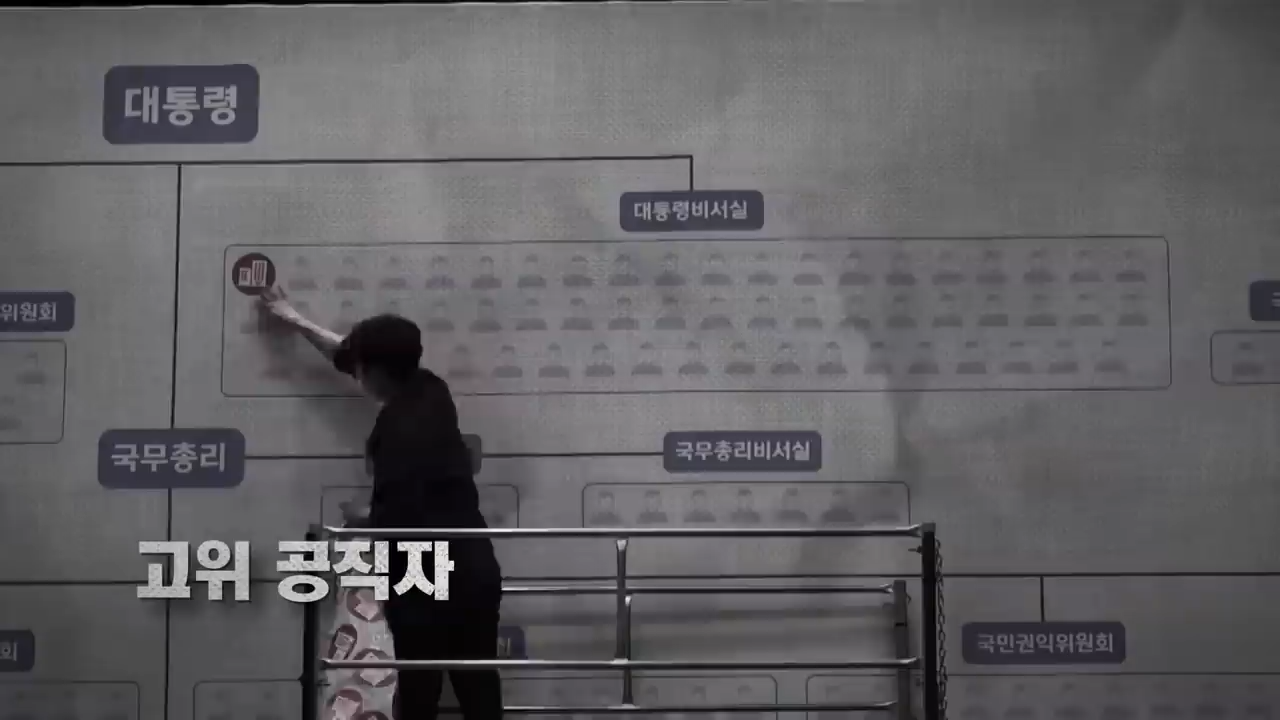 대통령
대통령비서실
위원회
국무총리
국무총리비서실
고위 공직자
회
국민권익위원회